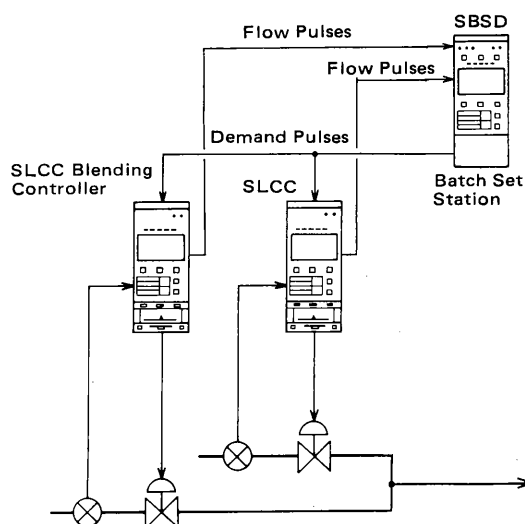 Flow Pulses
SBSD
Flow Pulses
Demand Pulses
SLCC Blending
Controller
SLCC
Batch Set
Station